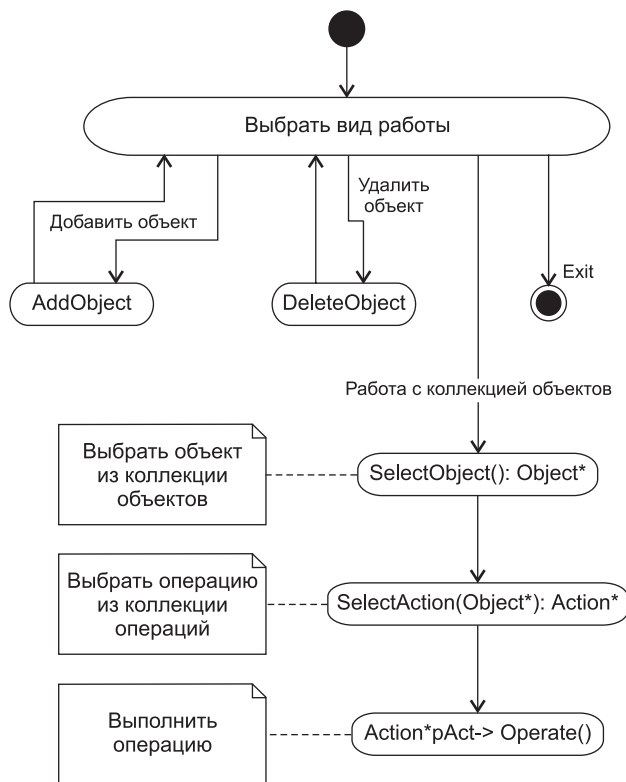 Выбрать вид работы
Добавить объект
Удалить
объект
AddObject
DeleteObject
Exit
Работа с коллекцией объектов
Выбрать объект
из коллекции
объектов
SelectObject(): Object*
Выбрать операцию
из коллекции
операций
SelectAction(Object*): Action*
Выполнить
операцию
Action*pAct-> Operate()